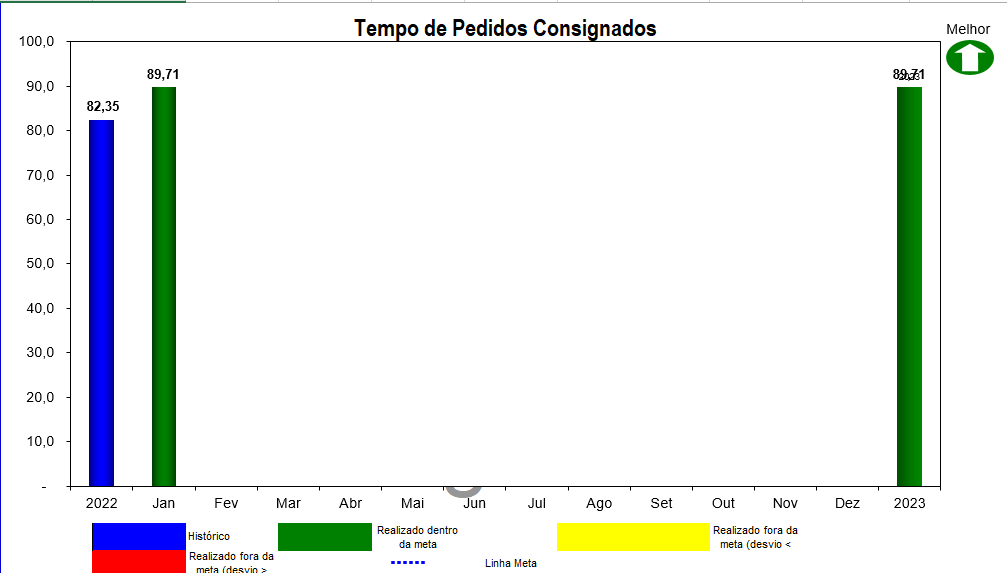 Tempo de Pedidos Consignados
Melhor
100,0
90,0
80,0
70,0
60,0
50,0
40,0
30,0
20,0
10,0
-
82,35
89,71
89,71
2023
2022 Jan Fev Mar Abr Mai Jun Jul Ago Set Out Nov Dez 2023
Histórico
Realizado dentro
da meta
Realizado fora da
meta (desvio <
Realizado fora da
meta (desvio >
Linha Meta